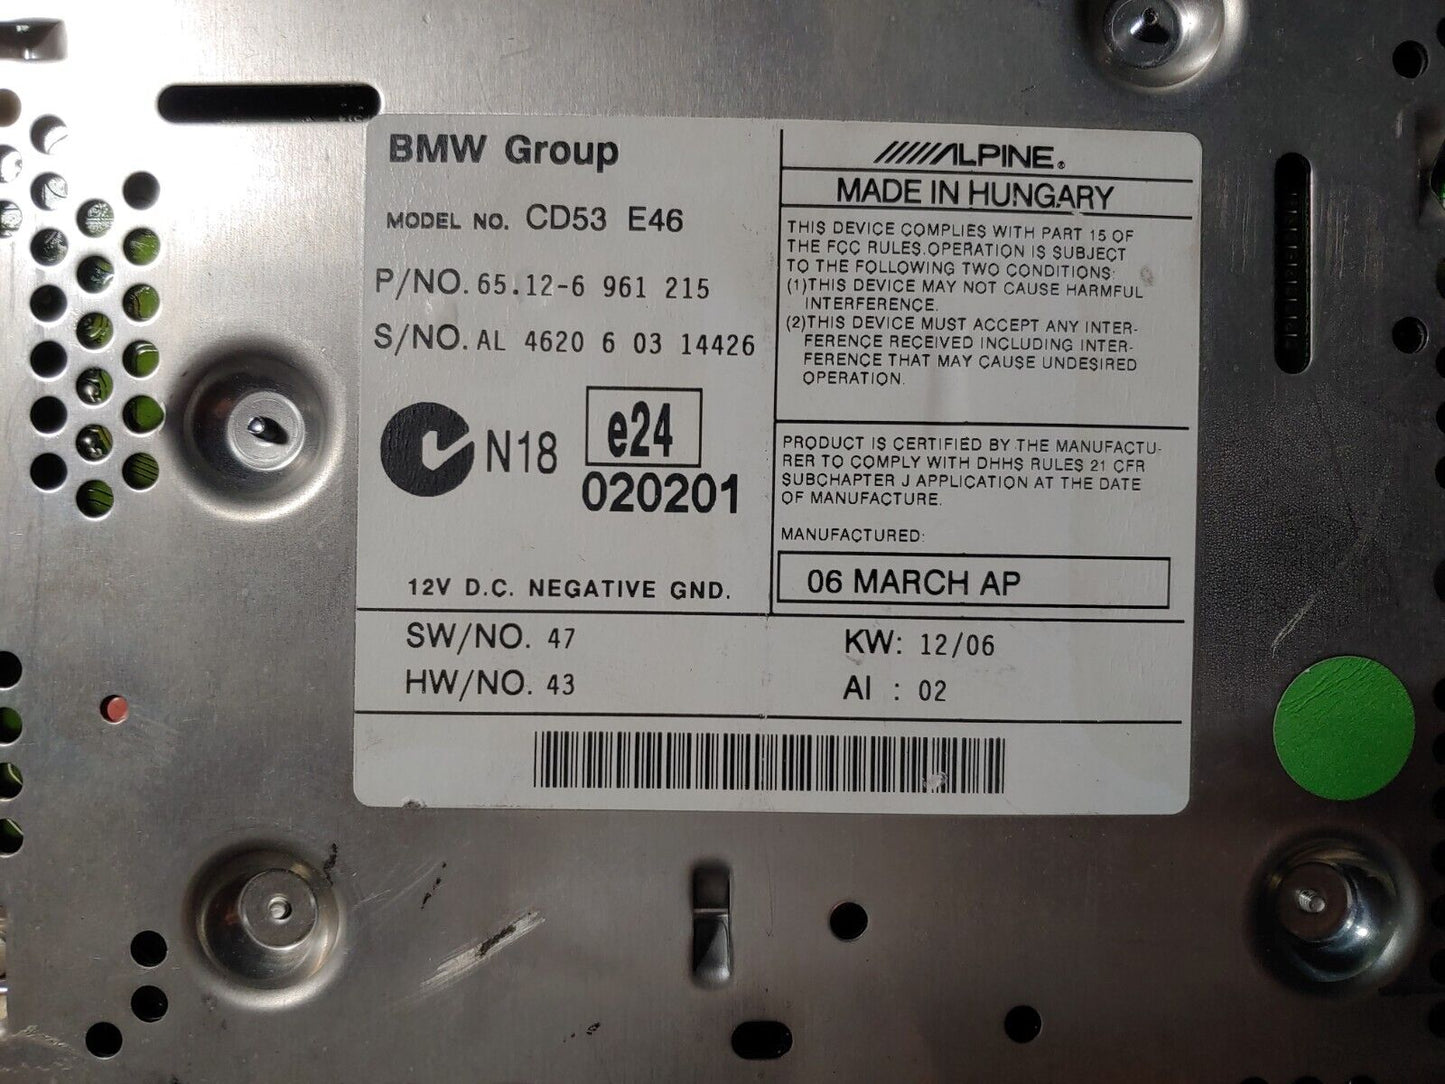 BMW Group
MODEL NO. CD53 E46
P/NO. 65.12-6 961 215
S/NO. AL 4620 6 03 14426
N18
e24
020201
12V D.C. NEGATIVE GND.
ALPINE®
MADE IN HUNGARY
THIS DEVICE COMPLIES WITH PART 15 OF
THE FCC RULES.OPERATION IS SUBJECT
TO THE FOLLOWING TWO CONDITIONS:
(1)THIS DEVICE MAY NOT CAUSE HARMFUL
INTERFERENCE.
(2)THIS DEVICE MUST ACCEPT ANY INTER-
FERENCE RECEIVED INCLUDING INTER-
FERENCE THAT MAY CAUSE UNDESIRED
OPERATION.
PRODUCT IS CERTIFIED BY THE MANUFACTU-
RER TO COMPLY WITH DHHS RULES 21 CFR
SUBCHAPTER J APPLICATION AT THE DATE
OF MANUFACTURE.
MANUFACTURED:
06 MARCH AP
SW/NO. 47
KW: 12/06
HW/NO. 43
AI : 02